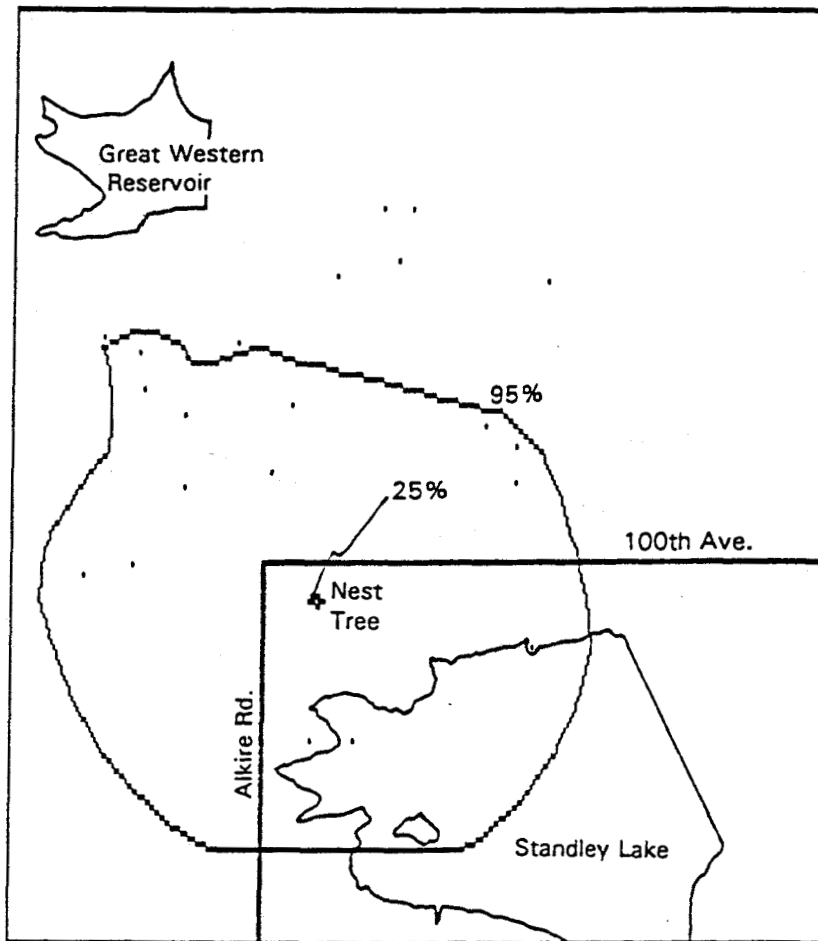 Great Western
Reservoir
95%
25%
100th Ave.
Nest
Tree
Alkire Rd.
Standley Lake